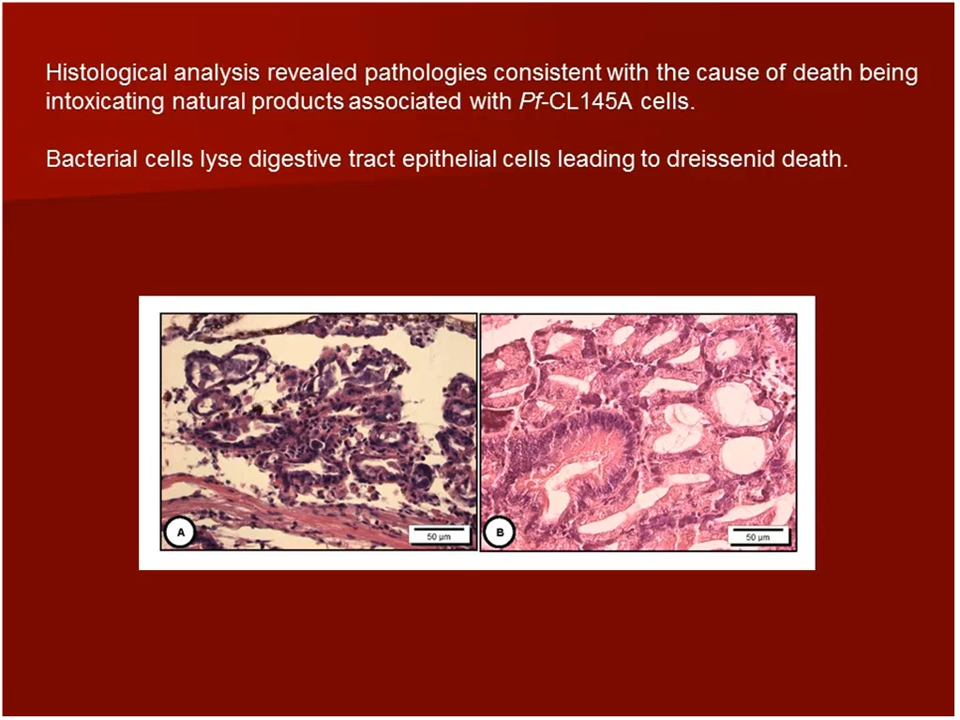 Histological analysis revealed pathologies consistent with the cause of death being
intoxicating natural products associated with Pf-CL145A cells.
Bacterial cells lyse digestive tract epithelial cells leading to dreissenid death.
A
50 µm
B
50 µm